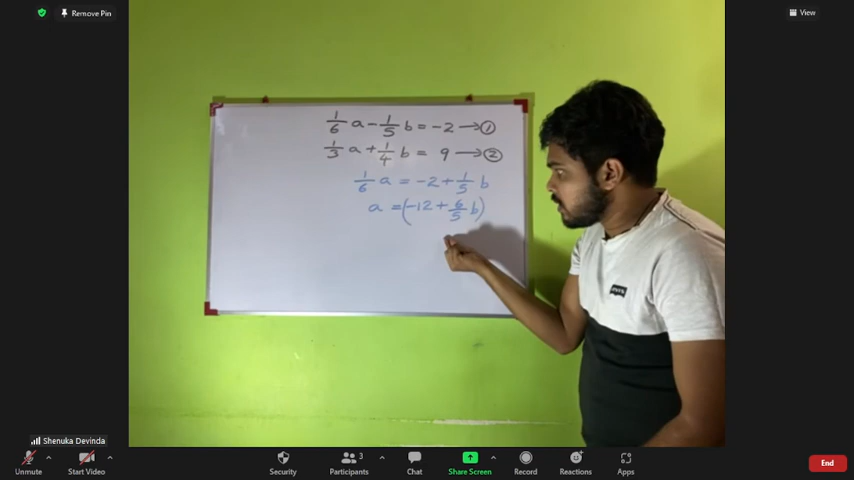 Remove Pin
View
1/6 a - 1/5 b = -2 → ①
1/3 a + 1/4 b = 9 → ②
1/6 a = -2 + 1/5 b
a = (-12 + 6/5 b)
Shenuka Devinda
Unmute
Start Video
Security
Participants 3
Chat
Share Screen
Record
Reactions
Apps
End